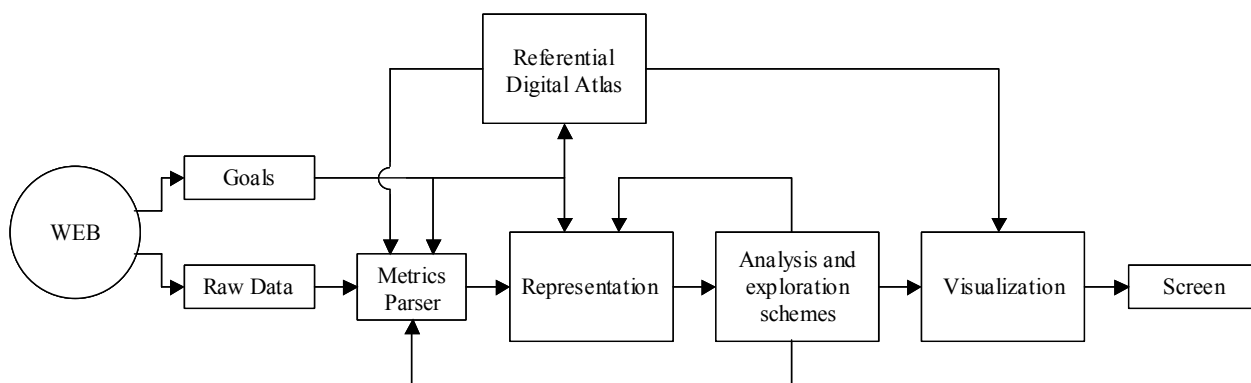 Referential
Digital Atlas
Goals
WEB
Raw Data
Metrics
Parser
Representation
Analysis and
exploration
schemes
Visualization
Screen